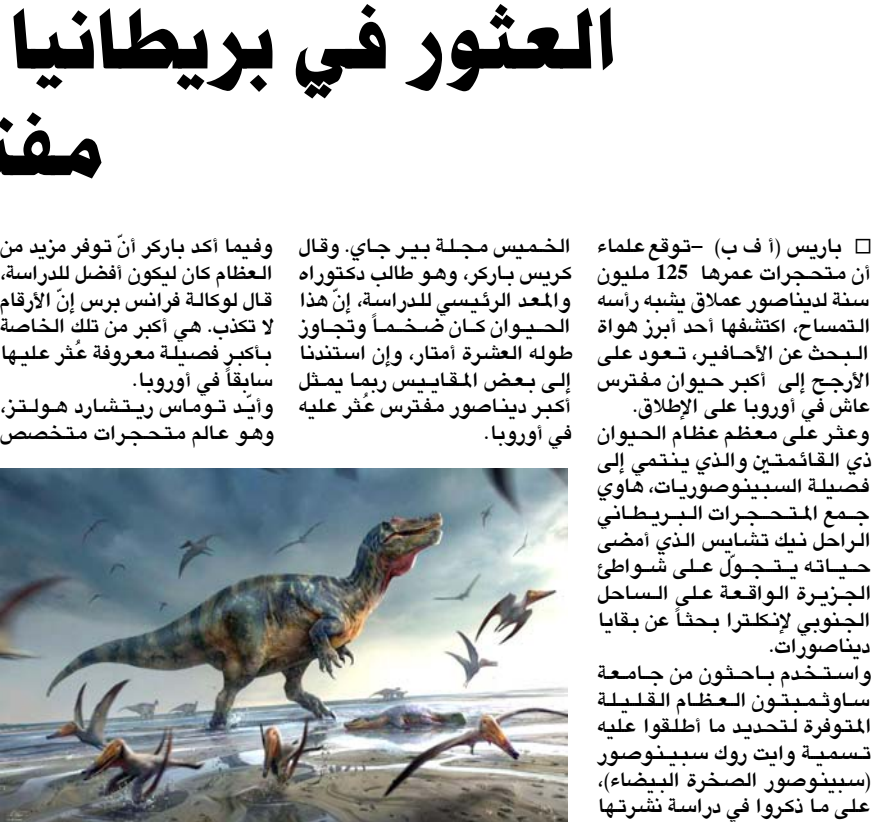 العثور في بريطانيا
□ باريس (أ ف ب) –توقع علماء
أن متحجرات عمرها 125 مليون
سنة لديناصور عملاق يشبه رأسه
التمساح، اكتشفها أحد أبرز هواة
البحث عن الأحافير، تعود على
الأرجح إلى أكبر حيوان مفترس
عاش في أوروبا على الإطلاق.
وعثر على معظم عظام الحيوان
ذي القائمتين والذي ينتمي إلى
فصيلة السبينوصوريات، هاوي
جمع المتحجرات البريطاني
الراحل نيك تشايس الذي أمضى
حياته يتجوّل على شواطئ
الجزيرة الواقعة على الساحل
الجنوبي لإنكلترا بحثاً عن بقايا
ديناصورات.
واستخدم باحثون من جامعة
ساوثمبتون العظام القليلة
المتوفرة لتحديد ما أطلقوا عليه
تسمية وايت روك سبينوصور
(سبينوصور الصخرة البيضاء)،
على ما ذكروا في دراسة نشرتها
الخميس مجلة بير جاي. وقال
كريس باركر، وهو طالب دكتوراه
والمعد الرئيسي للدراسة، إنّ هذا
الحيوان كان ضخماً وتجاوز
طوله العشرة أمتار، وإن استندنا
إلى بعض المقاييس ربما يمثل
أكبر ديناصور مفترس عُثر عليه
في أوروبا.
وفيما أكد باركر أنّ توفر مزيد من
العظام كان ليكون أفضل للدراسة،
قال لوكالة فرانس برس إنّ الأرقام
لا تكذب. هي أكبر من تلك الخاصة
بأكبر فصيلة معروفة عُثر عليها
سابقاً في أوروبا.
وأيّد توماس ريتشارد هولتز،
وهو عالم متحجرات متخصص